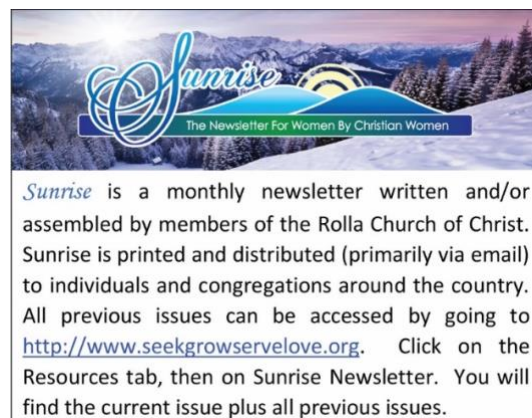 Sunrise
The Newsletter For Women By Christian Women
Sunrise is a monthly newsletter written and/or
assembled by members of the Rolla Church of Christ.
Sunrise is printed and distributed (primarily via email)
to individuals and congregations around the country.
All previous issues can be accessed by going to
http://www.seekgrowservelove.org. Click on the
Resources tab, then on Sunrise Newsletter. You will
find the current issue plus all previous issues.